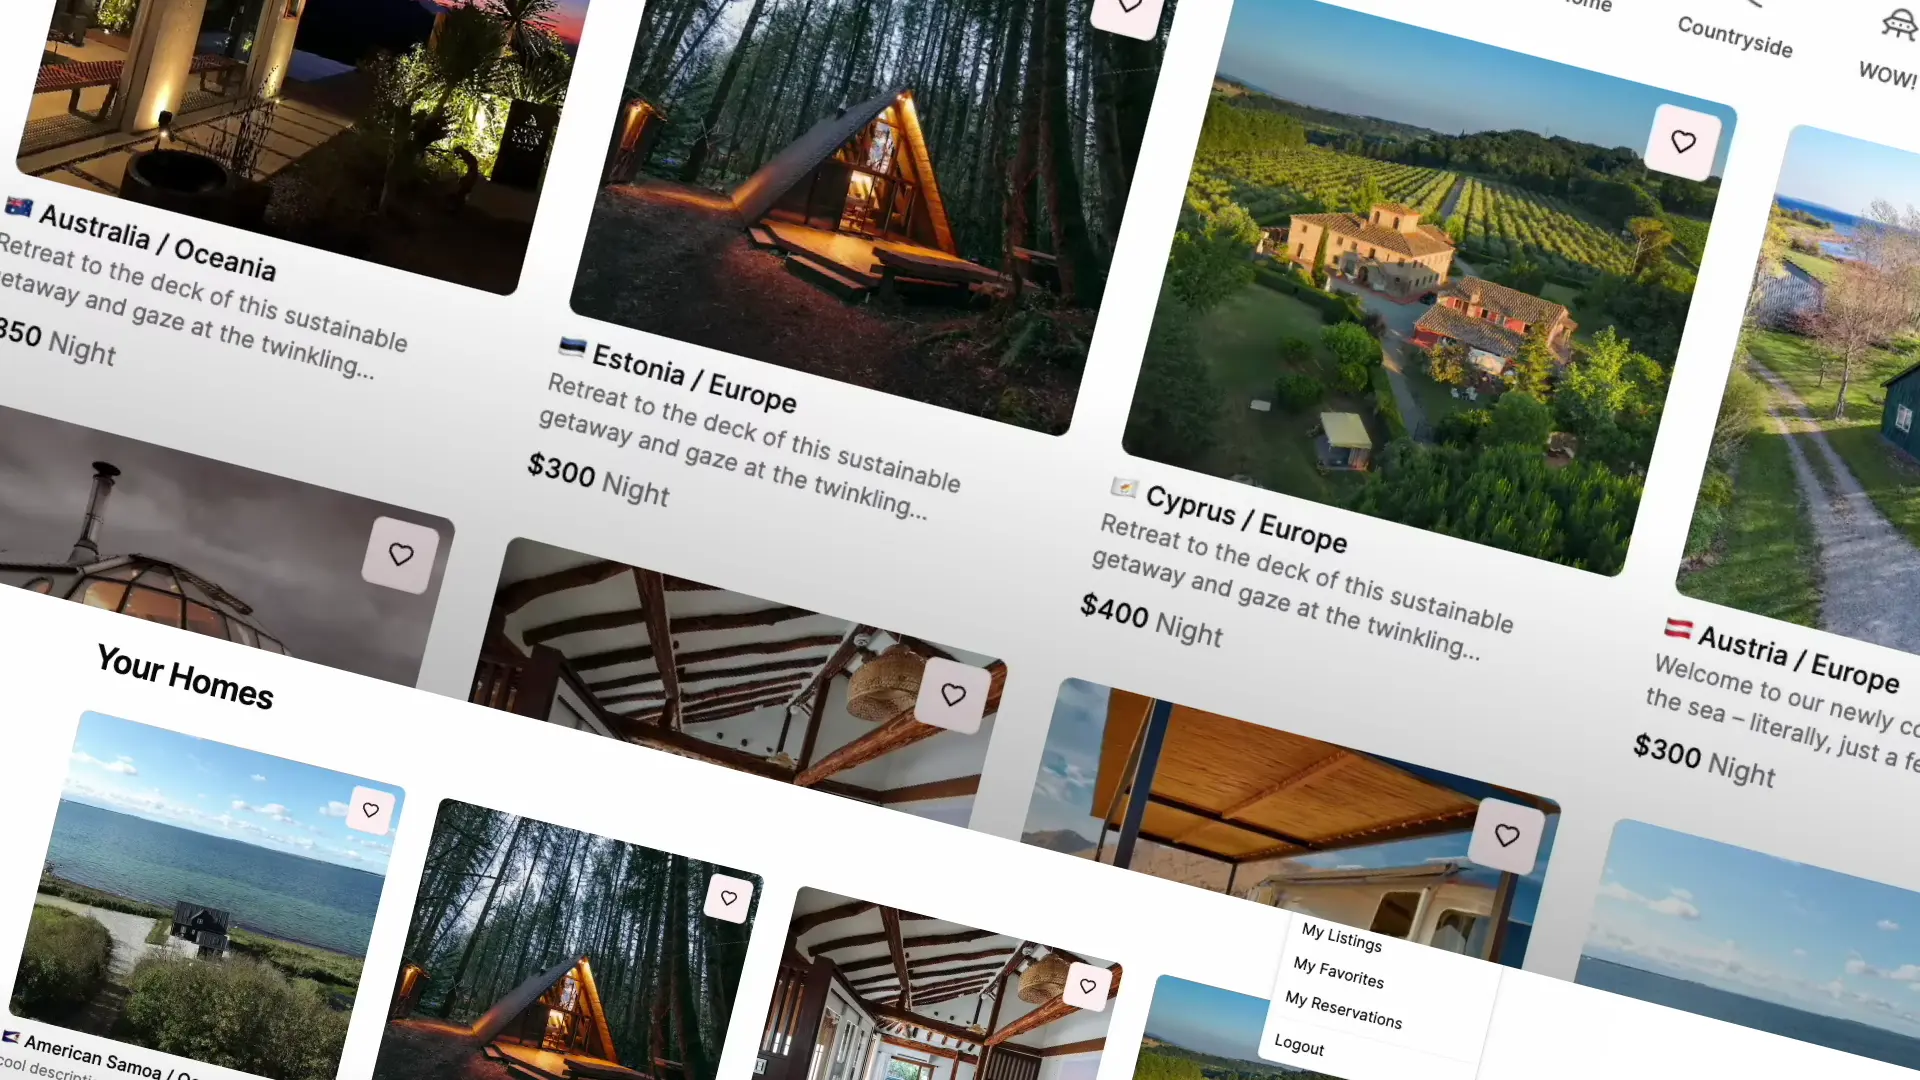 Countryside
WOW!
Australia / Oceania
Retreat to the deck of this sustainable
getaway and gaze at the twinkling...
Night
Estonia / Europe
Retreat to the deck of this sustainable
getaway and gaze at the twinkling...
$300 Night
Cyprus / Europe
Retreat to the deck of this sustainable
getaway and gaze at the twinkling...
$400 Night
Austria / Europe
Welcome to our newly
the sea – literally, just a
$300 Night
Your Homes
American Samoa /
cool
My Listings
My Favorites
My Reservations
Logout